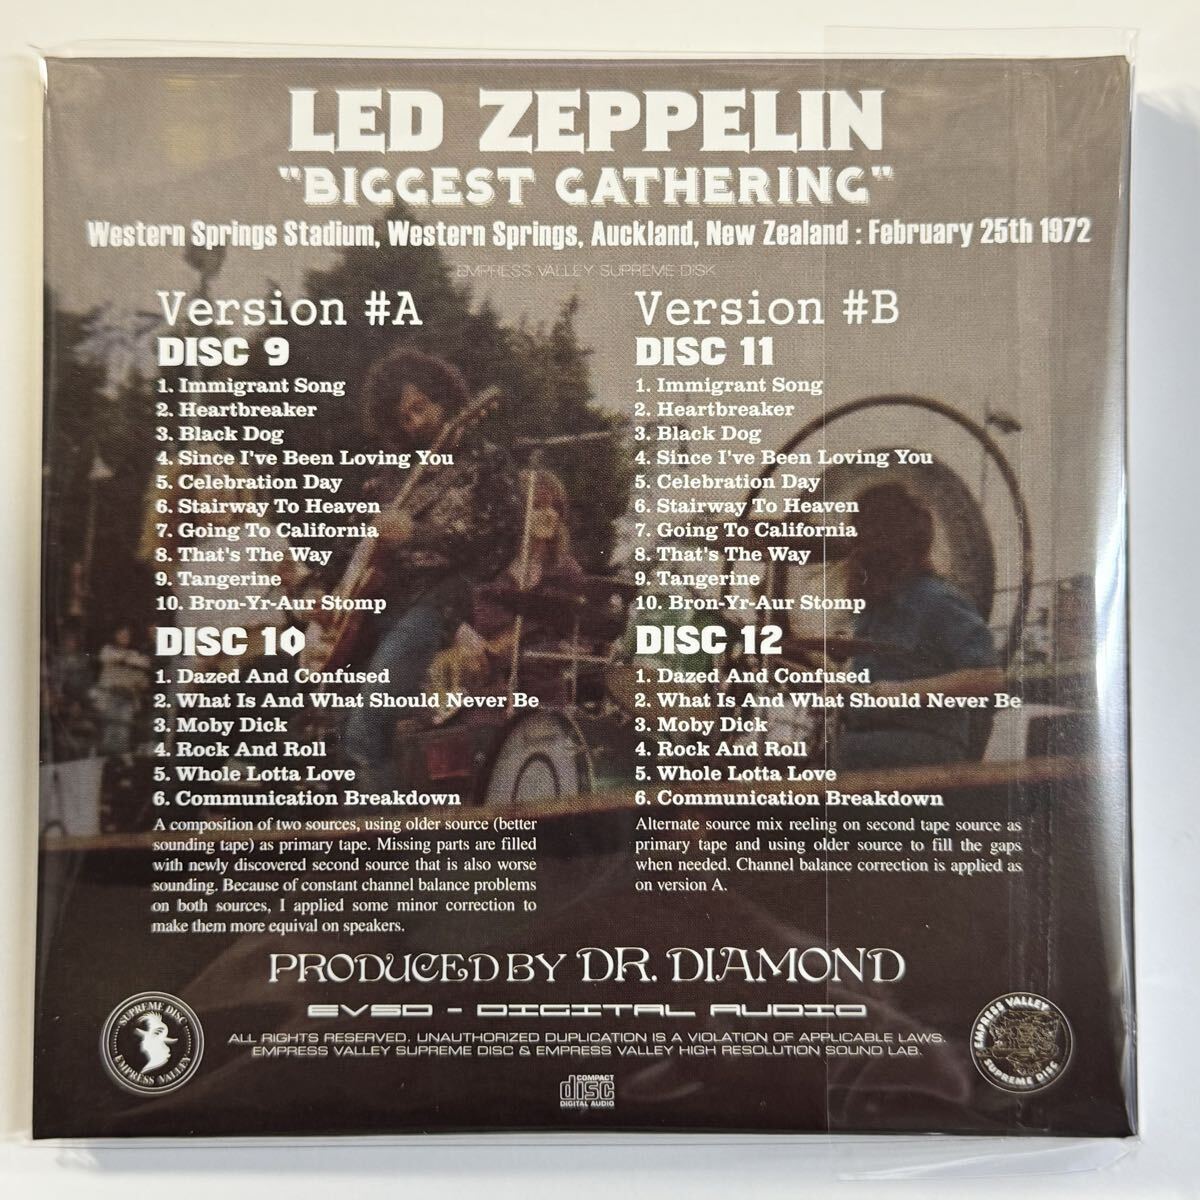 LED ZEPPELIN
"BIGGEST GATHERING"
Western Springs Stadium, Western Springs, Auckland, New Zealand : February 25th 1972
EMPRESS VALLEY SUPREME DISK
Version #A
DISC 9
1. Immigrant Song
2. Heartbreaker
3. Black Dog
4. Since I've Been Loving You
5. Celebration Day
6. Stairway To Heaven
7. Going To California
8. That's The Way
9. Tangerine
10. Bron-Yr-Aur Stomp
DISC 10
1. Dazed And Confused
2. What Is And What Should Never Be
3. Moby Dick
4. Rock And Roll
5. Whole Lotta Love
6. Communication Breakdown
A composition of two sources, using older source (better
sounding tape) as primary tape. Missing parts are filled
with newly discovered second source that is also worse
sounding. Because of constant channel balance problems
on both sources, I applied some minor correction to
make them more equival on speakers.
Version #B
DISC 11
1. Immigrant Song
2. Heartbreaker
3. Black Dog
4. Since I've Been Loving You
5. Celebration Day
6. Stairway To Heaven
7. Going To California
8. That's The Way
9. Tangerine
10. Bron-Yr-Aur Stomp
DISC 12
1. Dazed And Confused
2. What Is And What Should Never Be
3. Moby Dick
4. Rock And Roll
5. Whole Lotta Love
6. Communication Breakdown
Alternate source mix reeling on second tape source as
primary tape and using older source to fill the gaps
when needed. Channel balance correction is applied as
on version A.
PRODUCED BY DR. DIAMOND
EVSD - DIGITAL AUDIO
SUPREME DISC
EMPRESS VALLEY
ALL RIGHTS RESERVED. UNAUTHORIZED DUPLICATION IS A VIOLATION OF APPLICABLE LAWS.
EMPRESS VALLEY SUPREME DISC & EMPRESS VALLEY HIGH RESOLUTION SOUND LAB.
EMPRESS VALLEY
SUPREME DISC
COMPACT
disc
DIGITAL AUDIO